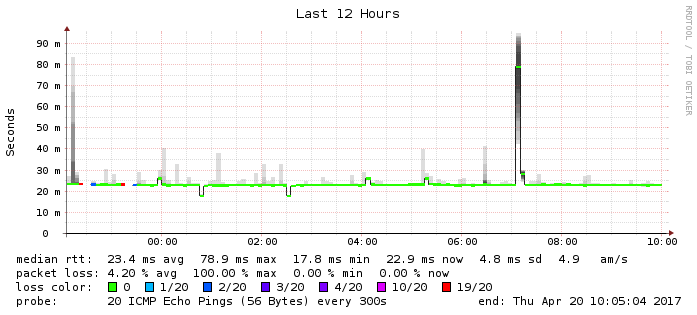 Last 12 Hours
RRDTOOL / TOBI OETIKER
Seconds
90 m
80 m
70 m
60 m
50 m
40 m
30 m
20 m
10 m
0
00:00 02:00 04:00 06:00 08:00 10:00
median rtt: 23.4 ms avg 78.9 ms max 17.8 ms min 22.9 ms now 4.8 ms sd 4.9 am/s
packet loss: 4.20 % avg 100.00 % max 0.00 % min 0.00 % now
loss color: 0 1/20 2/20 3/20 4/20 10/20 19/20
probe: 20 ICMP Echo Pings (56 Bytes) every 300s end: Thu Apr 20 10:05:04 2017